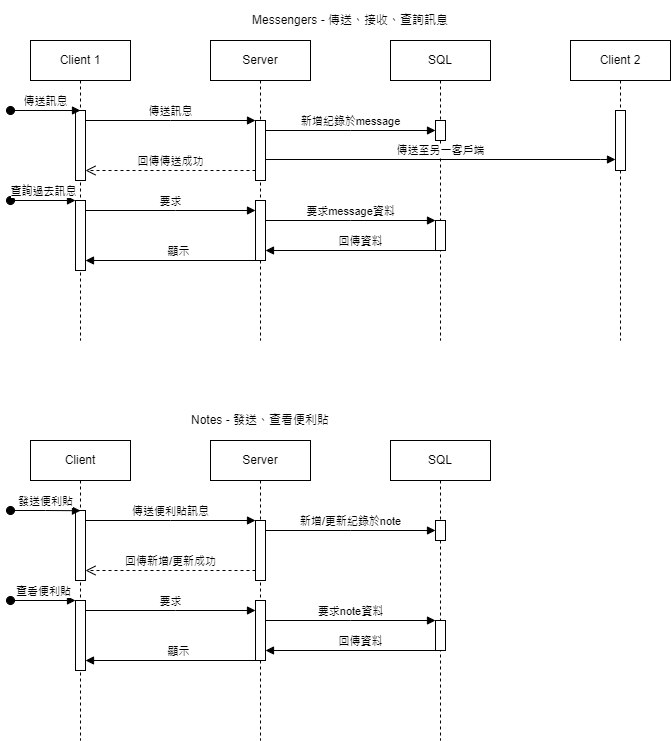 Messengers - 傳送、接收、查詢訊息
Client 1
Server
SQL
Client 2
傳送訊息
傳送訊息
新增紀錄於message
傳送至另一客戶端
回傳傳送成功
查詢過去訊息
要求
要求message資料
回傳資料
顯示
Notes - 發送、查看便利貼
Client
Server
SQL
發送便利貼
傳送便利貼訊息
新增/更新紀錄於note
回傳新增/更新成功
查看便利貼
要求
要求note資料
回傳資料
顯示